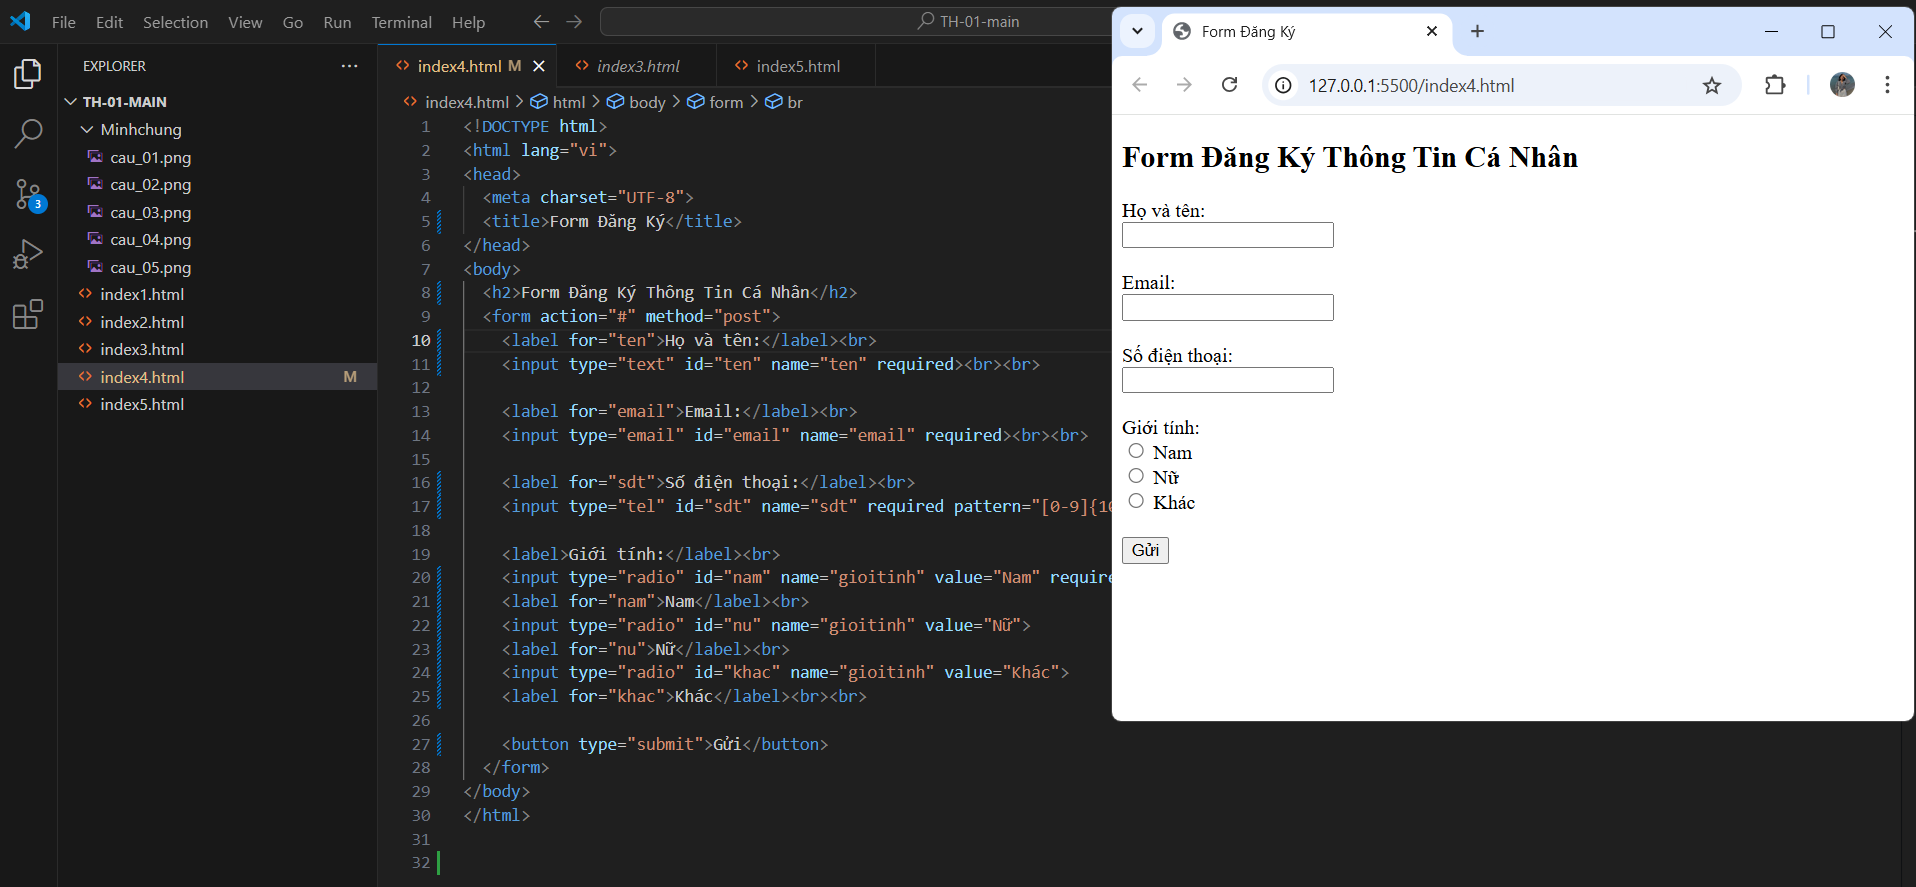 File Edit Selection View Go Run Terminal Help
TH-01-main
EXPLORER
TH-01-MAIN
Minhchung
cau_01.png
cau_02.png
cau_03.png
cau_04.png
cau_05.png
index1.html
index2.html
index3.html
index4.html M
index5.html
3
index4.html M
index3.html
index5.html
index4.html > html > body > form > br
1 <!DOCTYPE html>
2 <html lang="vi">
3 <head>
4 <meta charset="UTF-8">
5 <title>Form Đăng Ký</title>
6 </head>
7 <body>
8 <h2>Form Đăng Ký Thông Tin Cá Nhân</h2>
9 <form action="#" method="post">
10 <label for="ten">Họ và tên:</label><br>
11 <input type="text" id="ten" name="ten" required><br><br>
12
13 <label for="email">Email:</label><br>
14 <input type="email" id="email" name="email" required><br><br>
15
16 <label for="sdt">Số điện thoại:</label><br>
17 <input type="tel" id="sdt" name="sdt" required pattern="[0-9]{10
18
19 <label>Giới tính:</label><br>
20 <input type="radio" id="nam" name="gioitinh" value="Nam" require
21 <label for="nam">Nam</label><br>
22 <input type="radio" id="nu" name="gioitinh" value="Nữ">
23 <label for="nu">Nữ</label><br>
24 <input type="radio" id="khac" name="gioitinh" value="Khác">
25 <label for="khac">Khác</label><br><br>
26
27 <button type="submit">Gửi</button>
28 </form>
29 </body>
30 </html>
31
32
Form Đăng Ký
127.0.0.1:5500/index4.html
Form Đăng Ký Thông Tin Cá Nhân
Họ và tên:
Email:
Số điện thoại:
Giới tính:
Nam
Nữ
Khác
Gửi